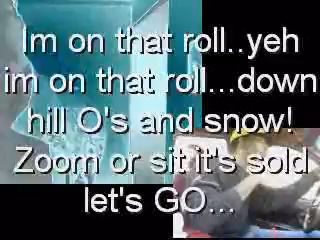 Im on that roll..yeh
im on that roll...down
hill O's and snow!
Zoom or sit it's sold
let's GO...